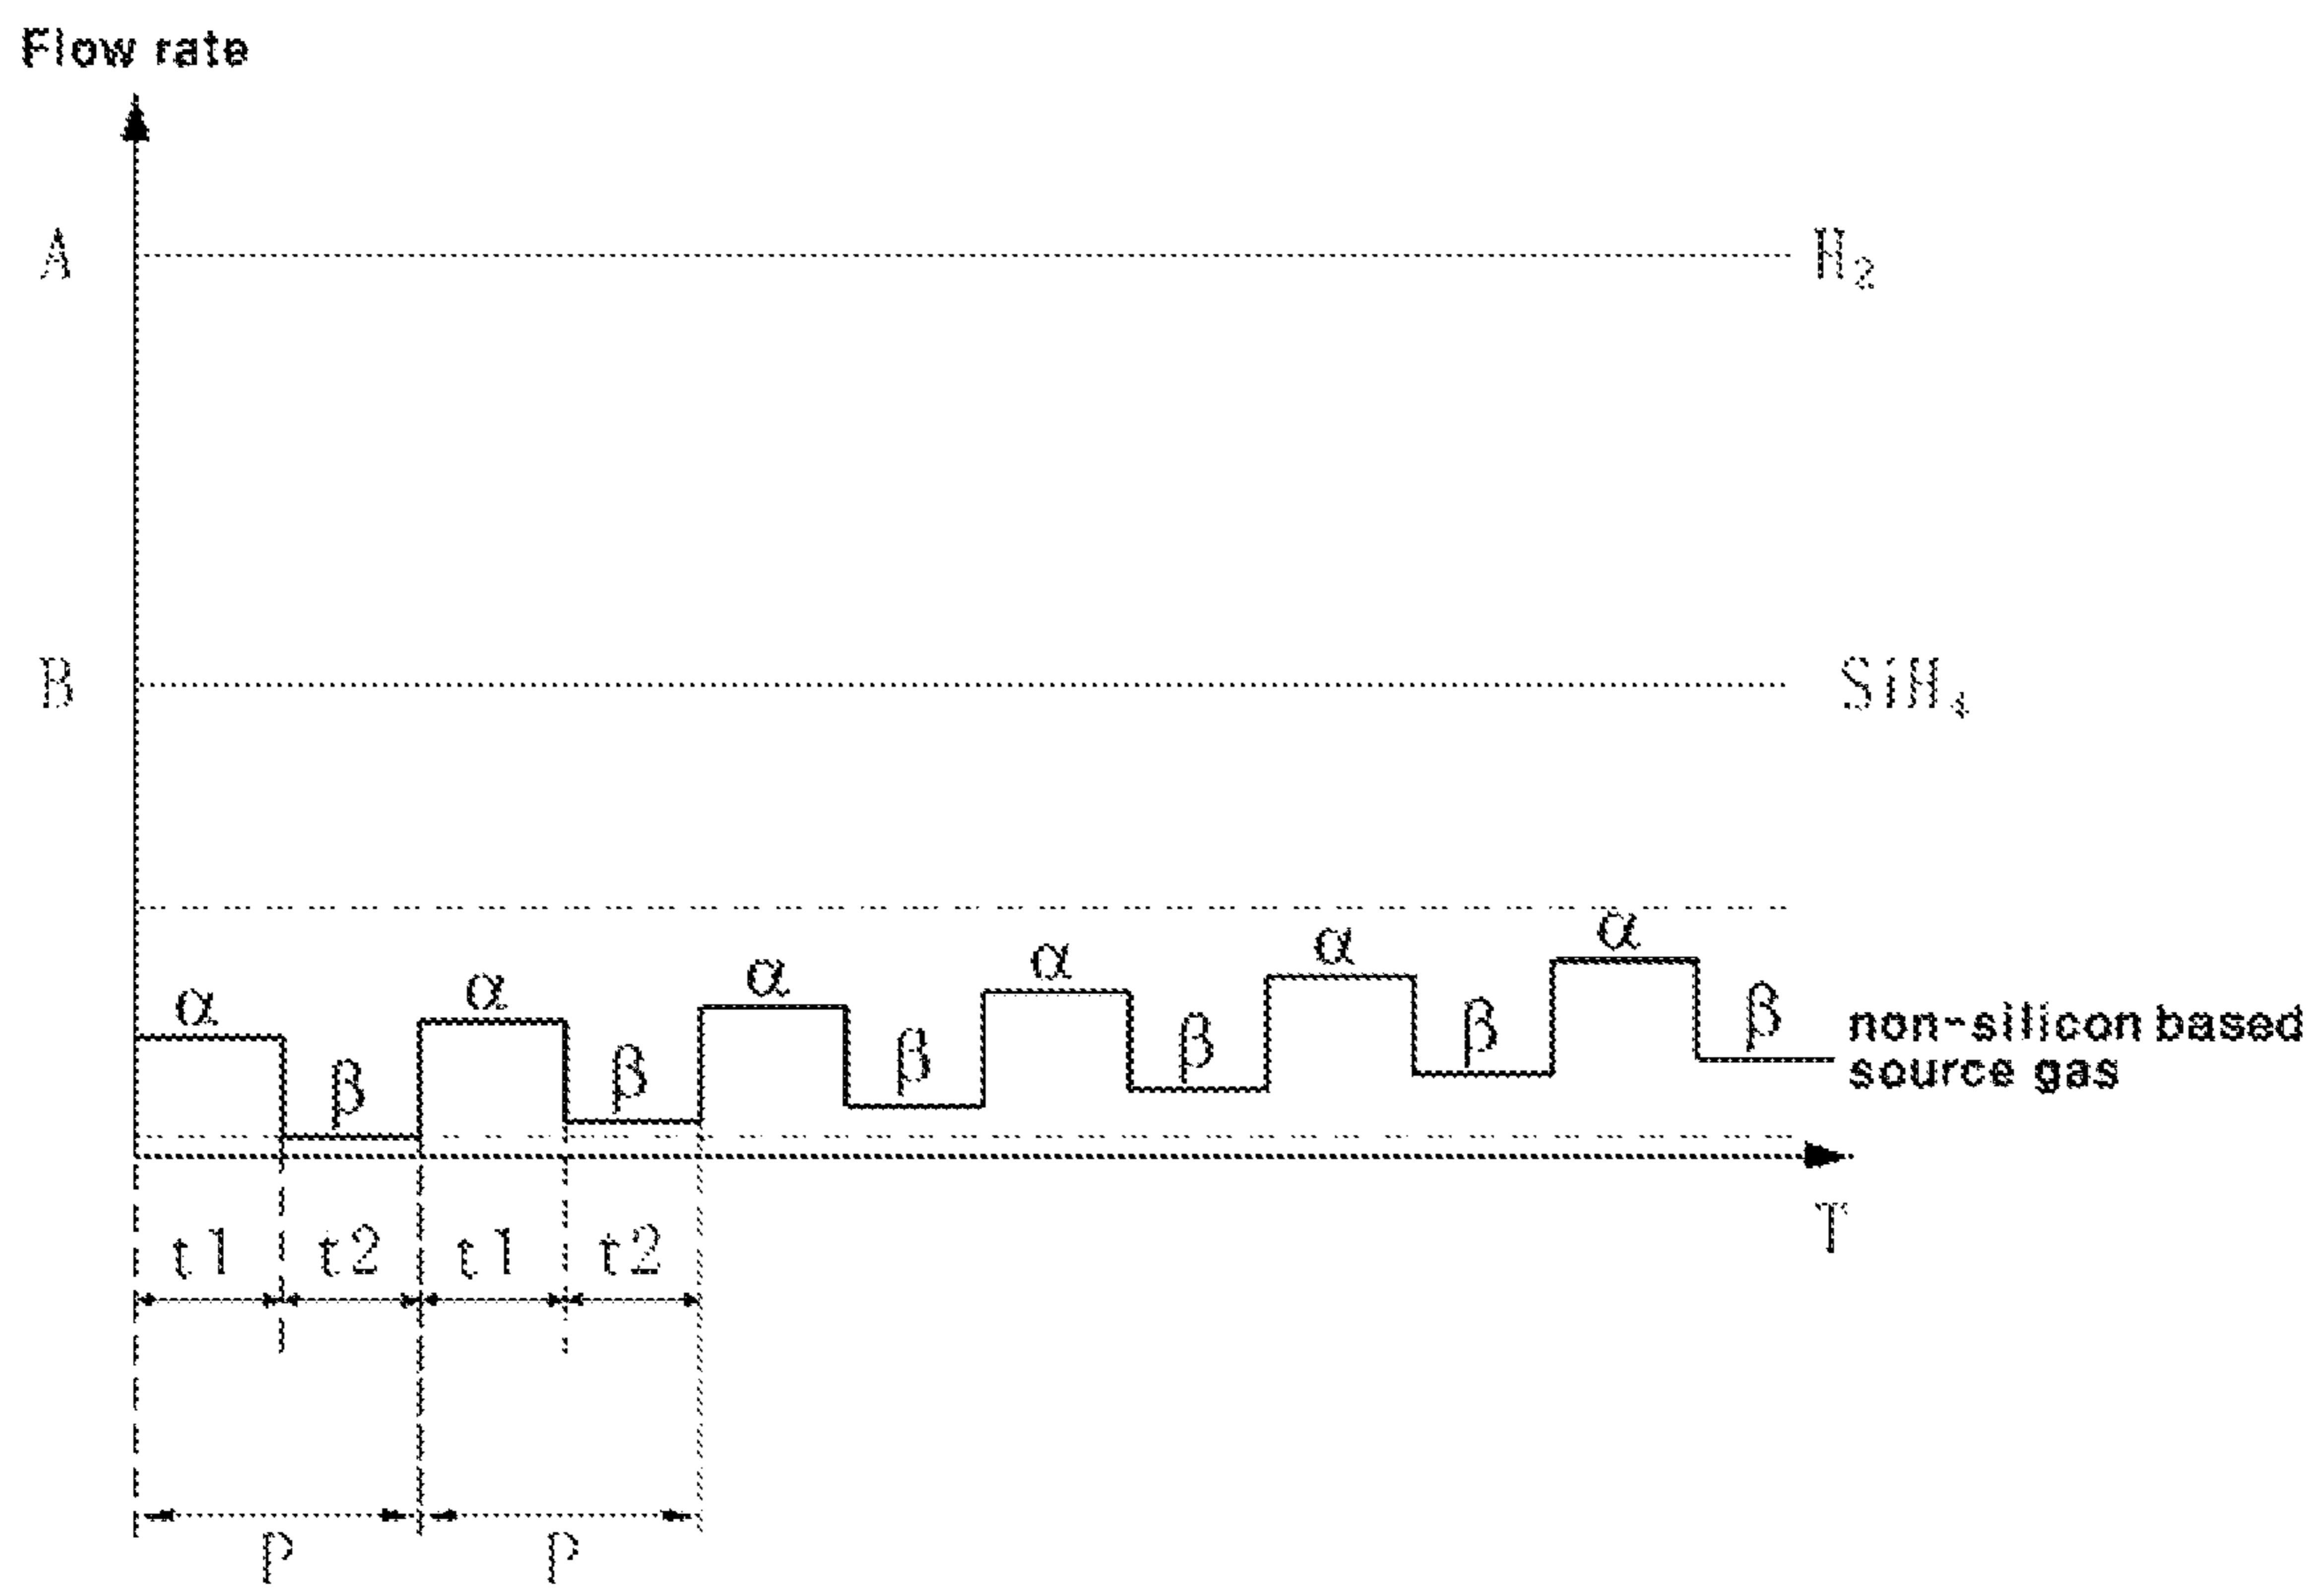 Flow rate
A
H₂
B
SiH₄
α α α α α α
β β β β β β
non-silicon based
source gas
T
t1 t2 t1 t2
P P